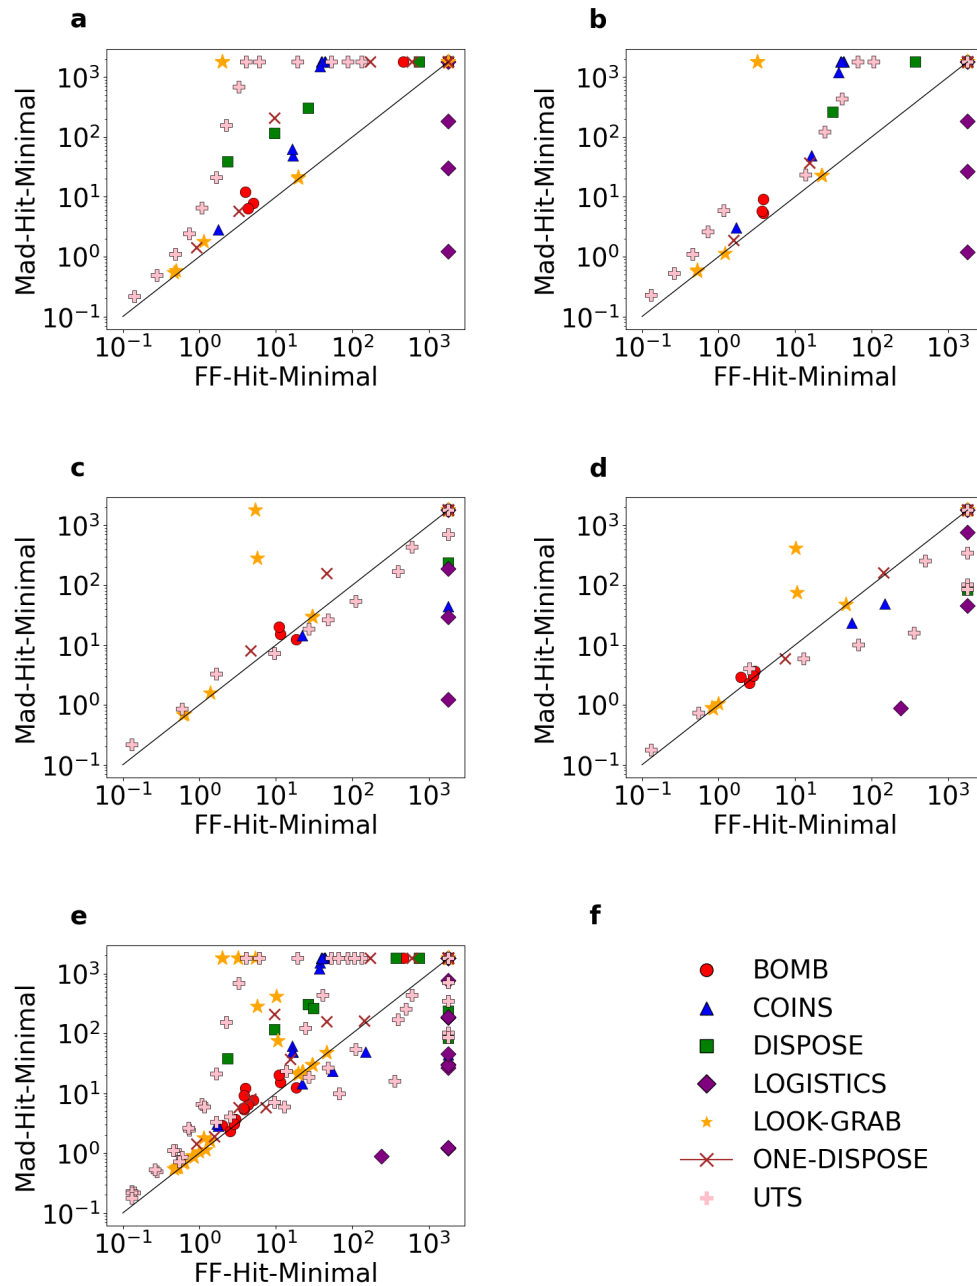 a
b
Mad-Hit-Minimal
10³
10²
10¹
10⁰
10⁻¹
10⁻¹ 10⁰ 10¹ 10² 10³
FF-Hit-Minimal
Mad-Hit-Minimal
10³
10²
10¹
10⁰
10⁻¹
10⁻¹ 10⁰ 10¹ 10² 10³
FF-Hit-Minimal
c
d
Mad-Hit-Minimal
10³
10²
10¹
10⁰
10⁻¹
10⁻¹ 10⁰ 10¹ 10² 10³
FF-Hit-Minimal
Mad-Hit-Minimal
10³
10²
10¹
10⁰
10⁻¹
10⁻¹ 10⁰ 10¹ 10² 10³
FF-Hit-Minimal
e
f
Mad-Hit-Minimal
10³
10²
10¹
10⁰
10⁻¹
10⁻¹ 10⁰ 10¹ 10² 10³
FF-Hit-Minimal
BOMB
COINS
DISPOSE
LOGISTICS
LOOK-GRAB
ONE-DISPOSE
UTS